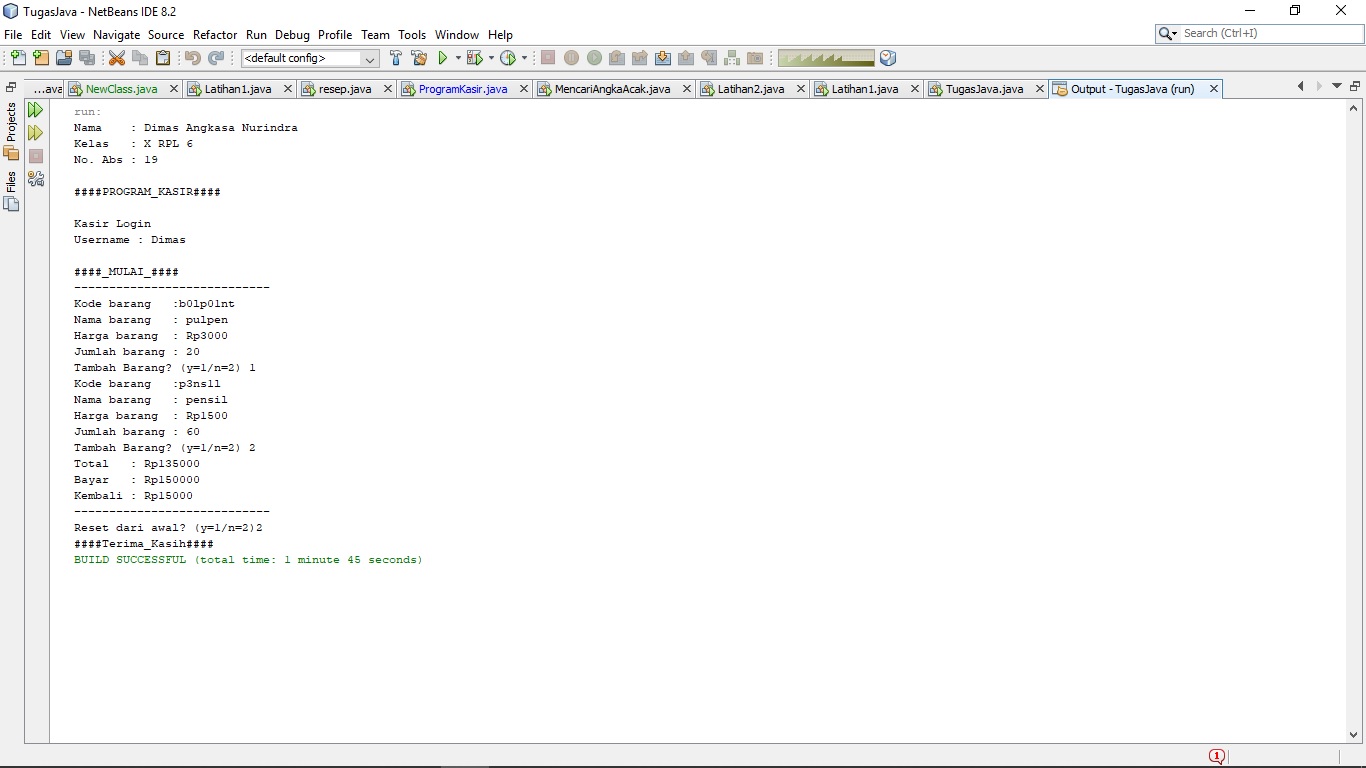 TugasJava - NetBeans IDE 8.2
File Edit View Navigate Source Refactor Run Debug Profile Team Tools Window Help
Search (Ctrl+I)
<default config>
...ava NewClass.java Latihan1.java resep.java ProgramKasir.java MencariAngkaAcak.java Latihan2.java Latihan1.java TugasJava.java Output - TugasJava (run)
Projects
Files
run:
Nama : Dimas Angkasa Nurindra
Kelas : X RPL 6
No. Abs : 19
####PROGRAM_KASIR####
Kasir Login
Username : Dimas
####_MULAI_####
----------------------------
Kode barang :b0lp01nt
Nama barang : pulpen
Harga barang : Rp3000
Jumlah barang : 20
Tambah Barang? (y=1/n=2) 1
Kode barang :p3ns1l
Nama barang : pensil
Harga barang : Rp1500
Jumlah barang : 60
Tambah Barang? (y=1/n=2) 2
Total : Rp135000
Bayar : Rp150000
Kembali : Rp15000
----------------------------
Reset dari awal? (y=1/n=2)2
####Terima_Kasih####
BUILD SUCCESSFUL (total time: 1 minute 45 seconds)
1